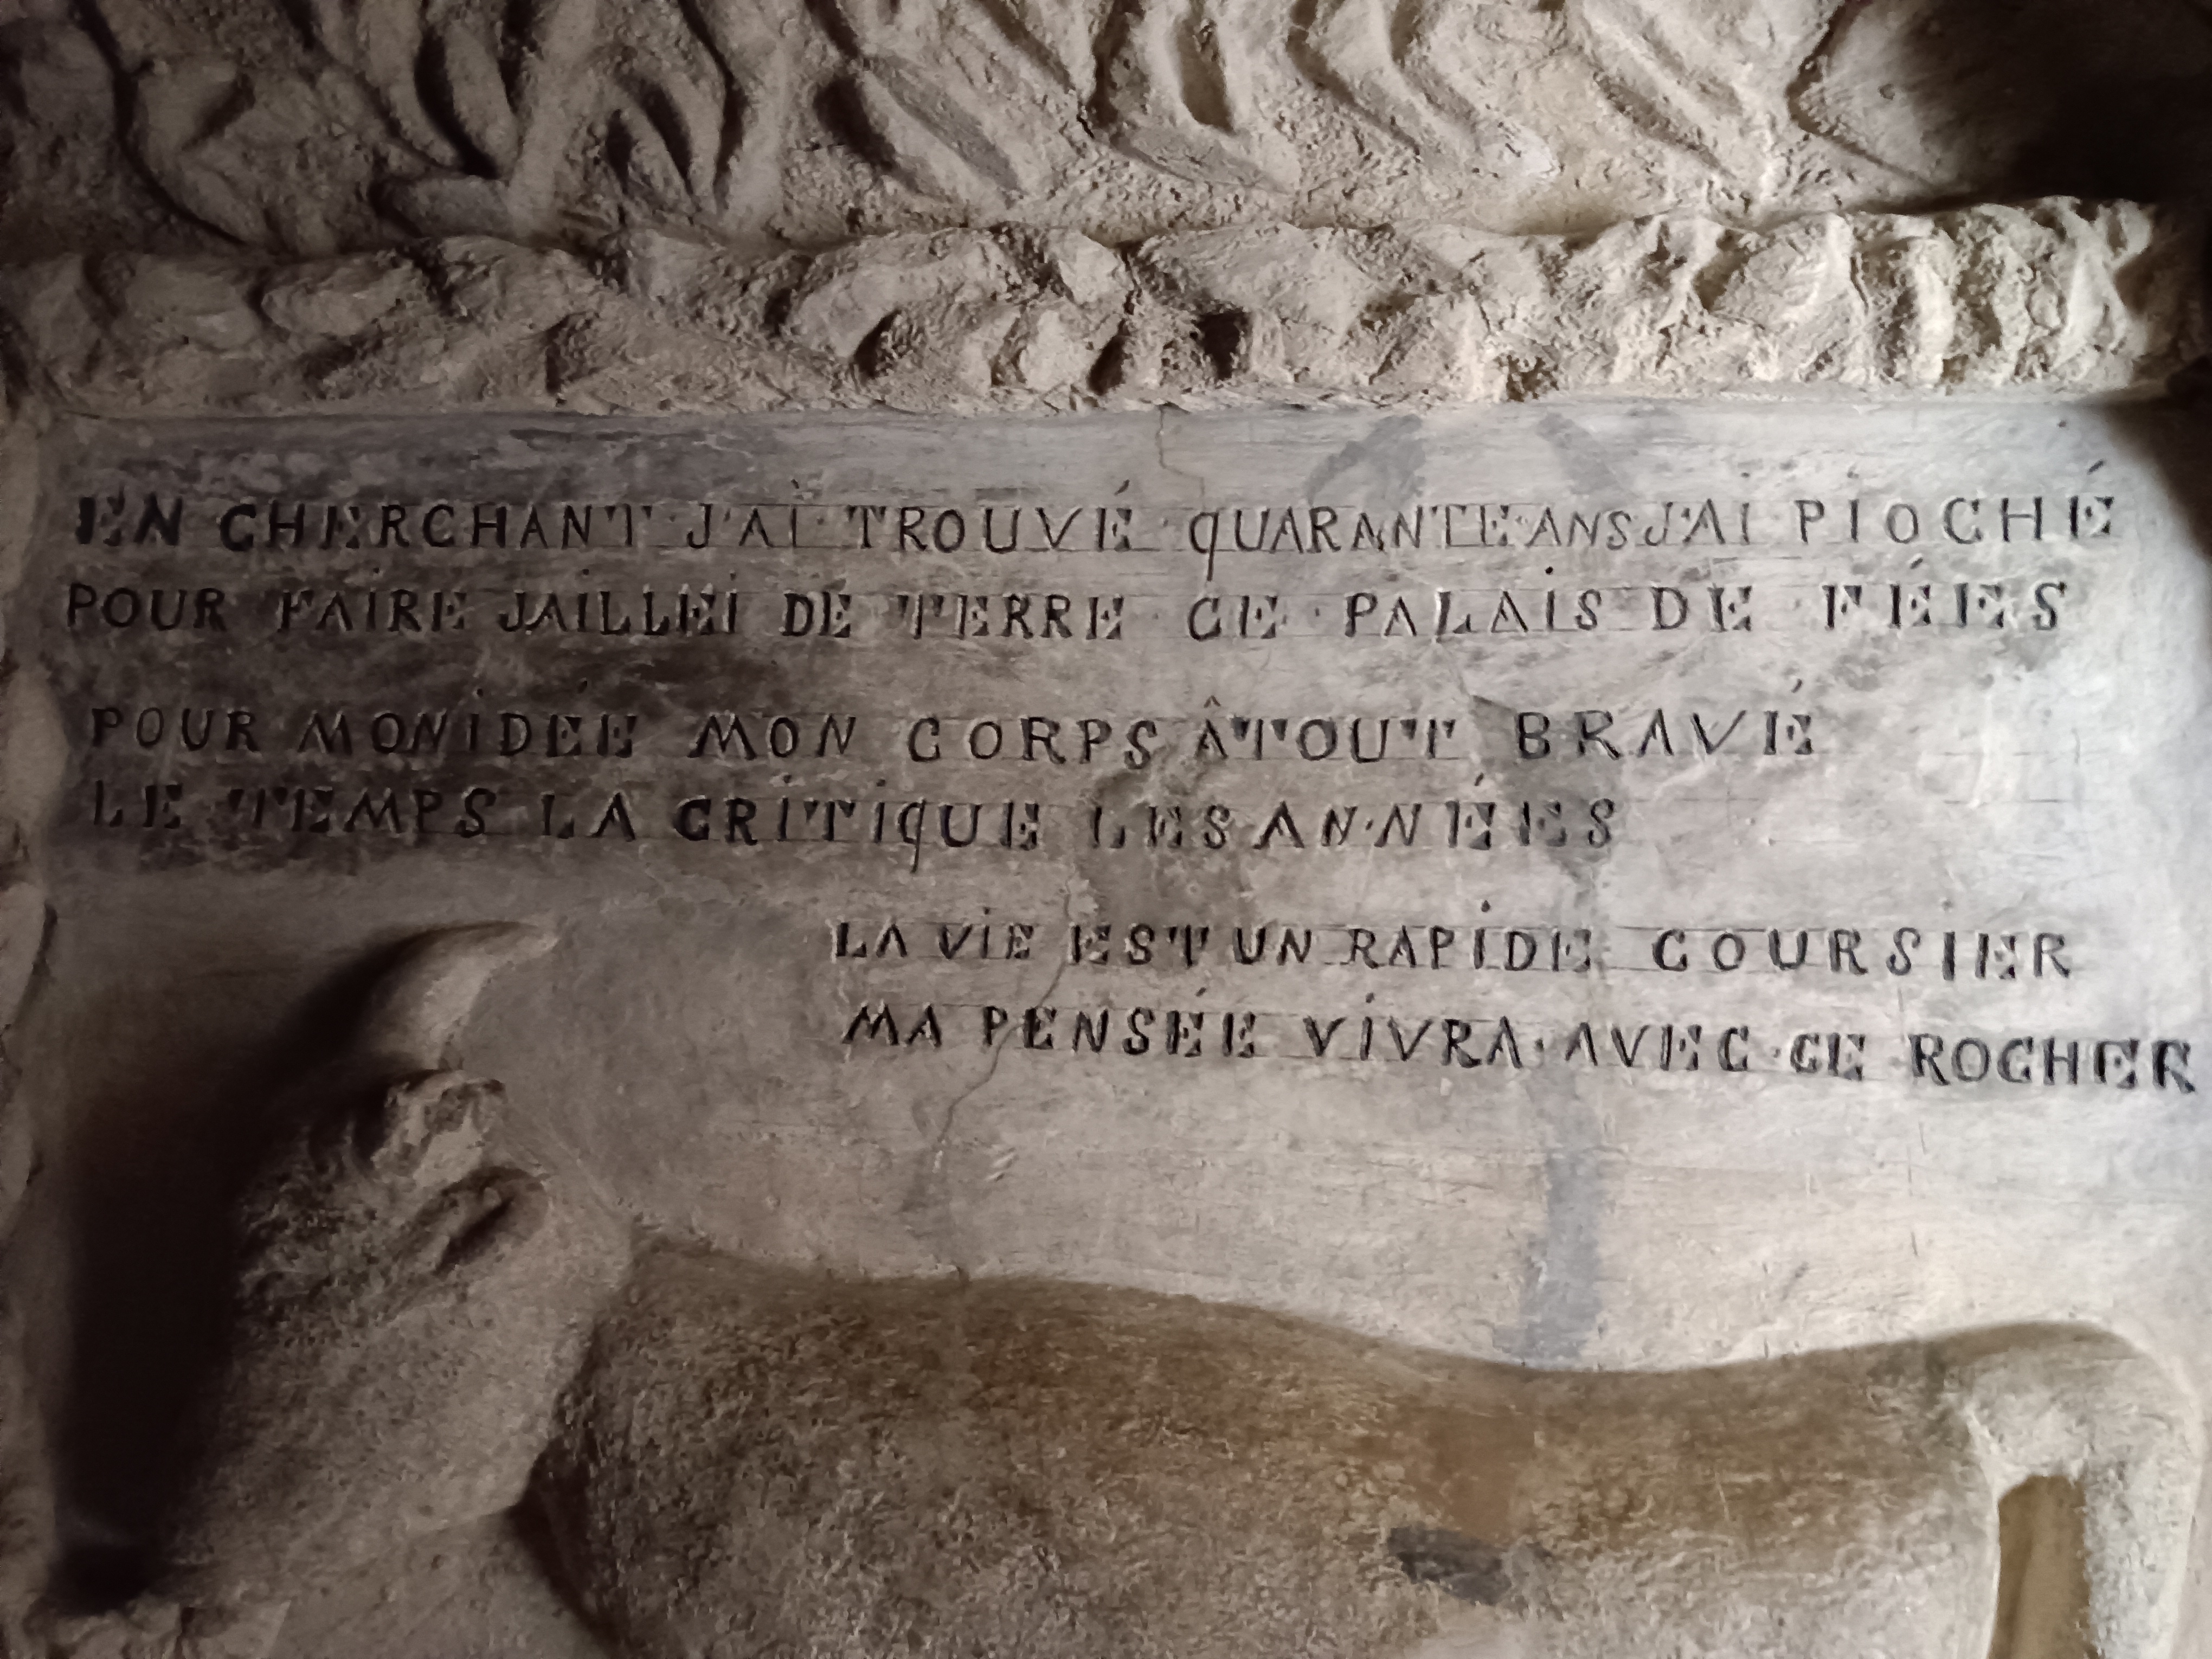 EN CHERCHANT J'AI TROUVÉ QUARANTE ANS J'AI PIOCHÉ
POUR FAIRE JAILLEI DE TERRE CE PALAIS DE FÉES
POUR MON IDÉE MON CORPS Â TOUT BRAVÉ
LE TEMPS LA CRITIQUE LES ANNÉES
LA VIE EST UN RAPIDE COURSIER
MA PENSÉE VIVRA AVEC CE ROCHER